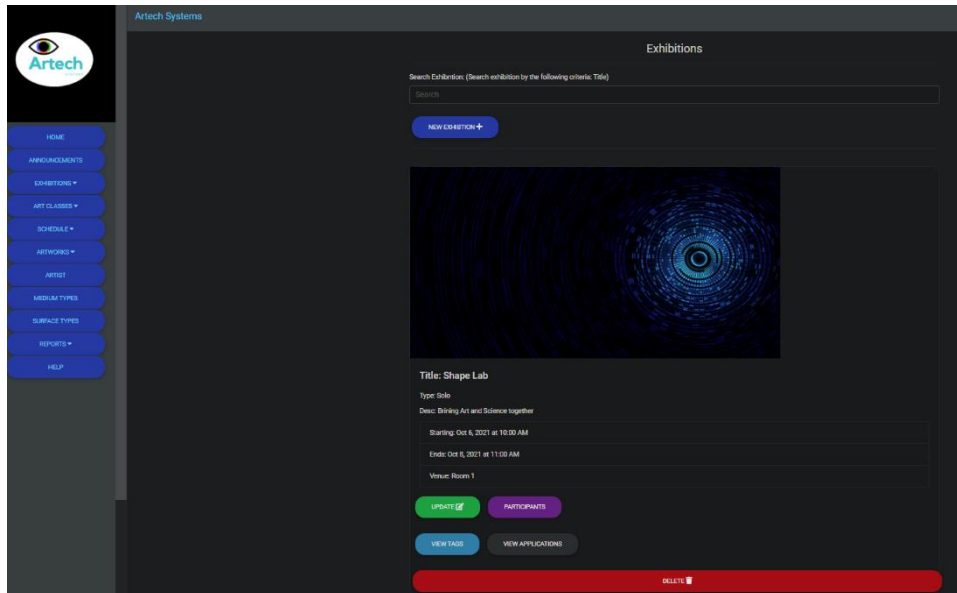 Artech Systems
Artech
HOME
ANNOUNCEMENTS
EXHIBITIONS
ART CLASSES
SCHEDULE
ARTWORKS
ARTIST
MEDIUM TYPES
SURFACE TYPES
REPORTS
HELP
Exhibitions
Search Exhibition: (Search exhibition by the following criteria: Title)
Search
NEW EXHIBITION +
Title: Shape Lab
Type: Solo
Desc: Brining Art and Science together
Starting: Oct 6, 2021 at 10:00 AM
Ends: Oct 8, 2021 at 11:00 AM
Venue: Room 1
UPDATE
PARTICIPANTS
VIEW TAGS
VIEW APPLICATIONS
DELETE